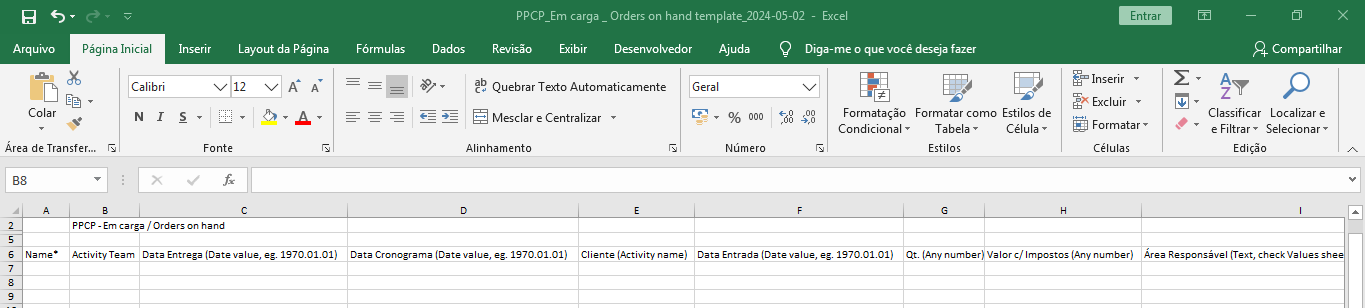 PPCP_Em carga _ Orders on hand template_2024-05-02 - Excel
Entrar
Arquivo Página Inicial Inserir Layout da Página Fórmulas Dados Revisão Exibir Desenvolvedor Ajuda Diga-me o que você deseja fazer Compartilhar
Colar
Área de Transfer...
Calibri 12 A A
N I S A
Fonte
ab Quebrar Texto Automaticamente
Mesclar e Centralizar
Alinhamento
Geral
% 000 ,0 ,00 ,00 ,0
Número
Formatação Condicional
Formatar como Tabela
Estilos de Célula
Estilos
Inserir
Excluir
Formatar
Células
Σ
Classificar e Filtrar
Localizar e Selecionar
Edição
B8 fx
A B C D E F G H I
2 PPCP - Em carga / Orders on hand
5
6 Name* Activity Team Data Entrega (Date value, eg. 1970.01.01) Data Cronograma (Date value, eg. 1970.01.01) Cliente (Activity name) Data Entrada (Date value, eg. 1970.01.01) Qt. (Any number) Valor c/ Impostos (Any number) Área Responsável (Text, check Values shee
7
8
9